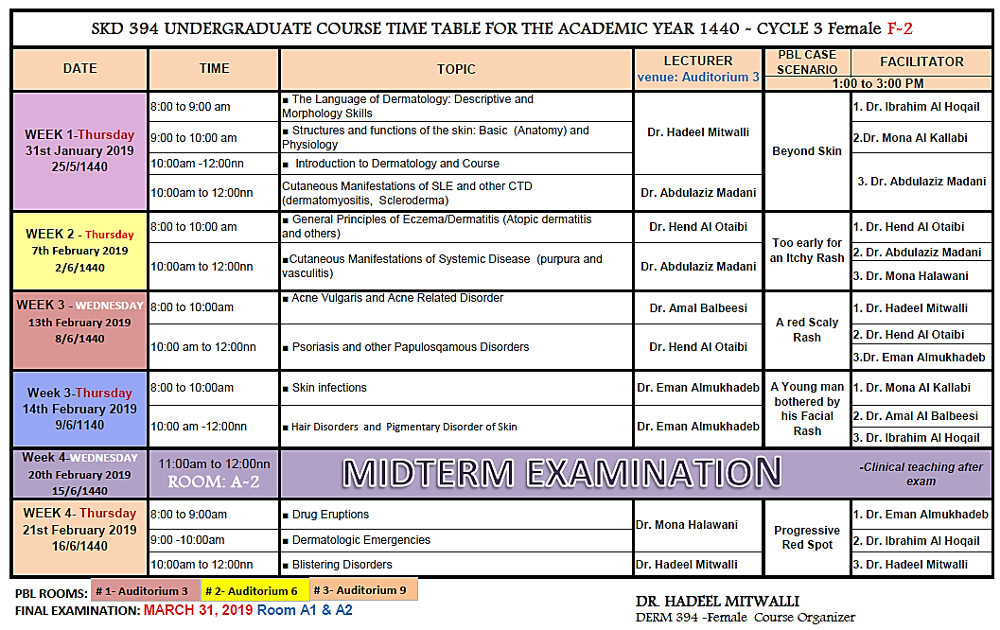 SKD 394 UNDERGRADUATE COURSE TIME TABLE FOR THE ACADEMIC YEAR 1440 ~ CYCLE 3 Female F~2
DATE
TIME
TOPIC
LECTURER
venue: Auditorium 3
PBL CASE
SCENARIO
FACILITATOR
1:00 to 3:00 PM
WEEK 1-Thursday
31st January 2019
25/5/1440
8:00 to 9:00 am
■ The Language of Dermatology: Descriptive and
Morphology Skills
9:00 to 10:00 am
■ Structures and functions of the skin: Basic (Anatomy) and
Physiology
10:00am -12:00nn
■ Introduction to Dermatology and Course
Dr. Hadeel Mitwalli
10:00am to 12:00nn
Cutaneous Manifestations of SLE and other CTD
(dermatomyositis, Scleroderma)
Dr. Abdulaziz Madani
Beyond Skin
1. Dr. Ibrahim Al Hoqail
2.Dr. Mona Al Kallabi
3. Dr. Abdulaziz Madani
WEEK 2 - Thursday
7th February 2019
2/6/1440
8:00 to 10:00 am
■ General Principles of Eczema/Dermatitis (Atopic dermatitis
and others)
Dr. Hend Al Otaibi
10:00am to 12:00nn
■Cutaneous Manifestations of Systemic Disease (purpura and
vasculitis)
Dr. Abdulaziz Madani
Too early for
an Itchy Rash
1. Dr. Hend Al Otaibi
2. Dr. Abdulaziz Madani
3. Dr. Mona Halawani
WEEK 3 - WEDNESDAY
13th February 2019
8/6/1440
8:00 to 10:00am
■ Acne Vulgaris and Acne Related Disorder
Dr. Amal Balbeesi
10:00 am to 12:00nn
■ Psoriasis and other Papulosqamous Disorders
Dr. Hend Al Otaibi
A red Scaly
Rash
1. Dr. Hadeel Mitwalli
2. Dr. Hend Al Otaibi
3.Dr. Eman Almukhadeb
Week 3-Thursday
14th February 2019
9/6/1140
8:00 to 10:00am
■ Skin infections
Dr. Eman Almukhadeb
10:00 am -12:00nn
■ Hair Disorders and Pigmentary Disorder of Skin
Dr. Eman Almukhadeb
A Young man
bothered by
his Facial
Rash
1. Dr. Mona Al Kallabi
2. Dr. Amal Al Balbeesi
3. Dr. Ibrahim Al Hoqail
Week 4-WEDNESDAY
20th February 2019
15/6/1440
11:00am to 12:00nn
ROOM: A-2
MIDTERM EXAMINATION
-Clinical teaching after
exam
WEEK 4- Thursday
21st February 2019
16/6/1440
8:00 to 9:00am
■ Drug Eruptions
9:00 -10:00am
■ Dermatologic Emergencies
Dr. Mona Halawani
10:00am to 12:00nn
■ Blistering Disorders
Dr. Hadeel Mitwalli
Progressive
Red Spot
1. Dr. Eman Almukhadeb
2. Dr. Ibrahim Al Hoqail
3. Dr. Hadeel Mitwalli
PBL ROOMS: # 1- Auditorium 3 # 2- Auditorium 6 # 3- Auditorium 9
FINAL EXAMINATION: MARCH 31, 2019 Room A1 & A2
DR. HADEEL MITWALLI
DERM 394 -Female Course Organizer